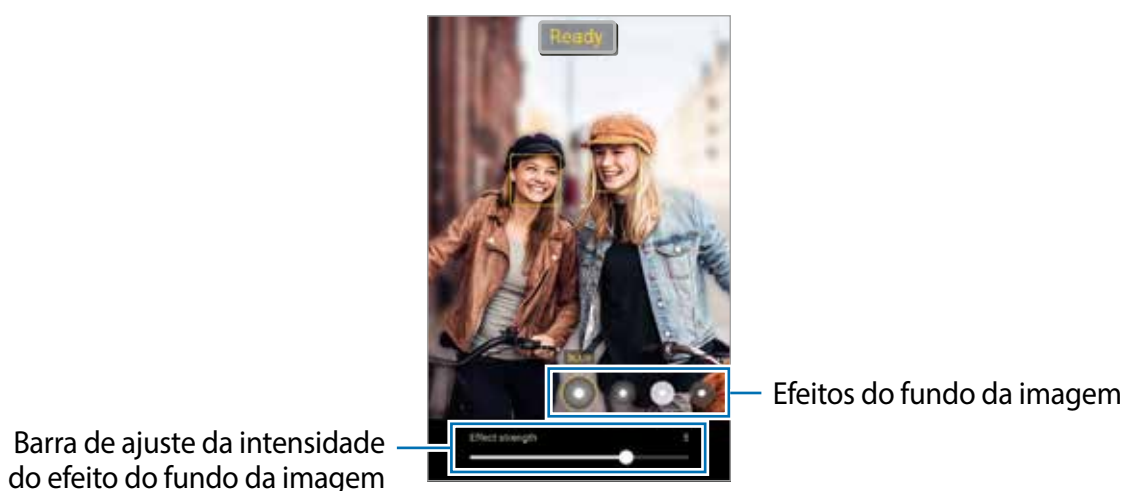 Ready
Efeitos do fundo da imagem
Effect strength
Barra de ajuste da intensidade
do efeito do fundo da imagem